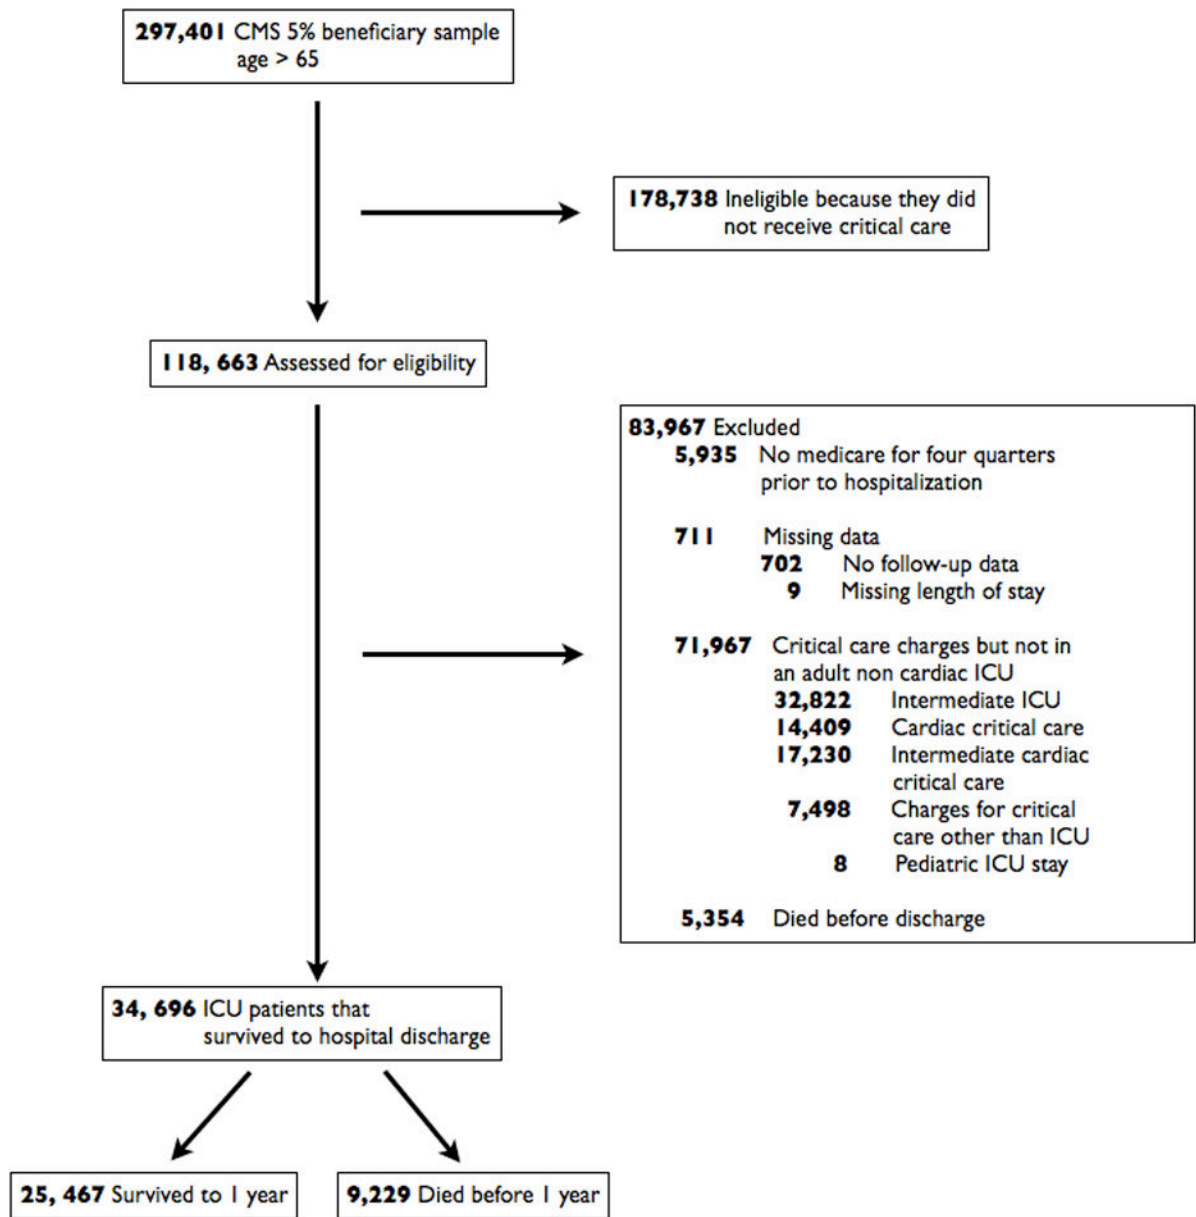 297,401 CMS 5% beneficiary sample
age > 65
178,738 Ineligible because they did
not receive critical care
118, 663 Assessed for eligibility
83,967 Excluded
5,935 No medicare for four quarters
prior to hospitalization
711 Missing data
702 No follow-up data
9 Missing length of stay
71,967 Critical care charges but not in
an adult non cardiac ICU
32,822 Intermediate ICU
14,409 Cardiac critical care
17,230 Intermediate cardiac
critical care
7,498 Charges for critical
care other than ICU
8 Pediatric ICU stay
5,354 Died before discharge
34, 696 ICU patients that
survived to hospital discharge
25, 467 Survived to 1 year
9,229 Died before 1 year